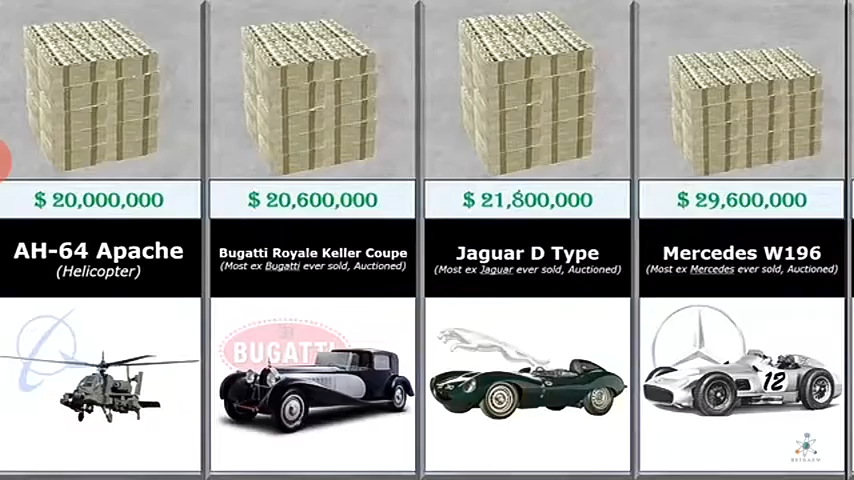 $ 20,000,000
AH-64 Apache
(Helicopter)
$ 20,600,000
Bugatti Royale Keller Coupe
(Most ex Bugatti ever sold, Auctioned)
BUGATTI
$ 21,800,000
Jaguar D Type
(Most ex Jaguar ever sold, Auctioned)
$ 29,600,000
Mercedes W196
(Most ex Mercedes ever sold, Auctioned)
12